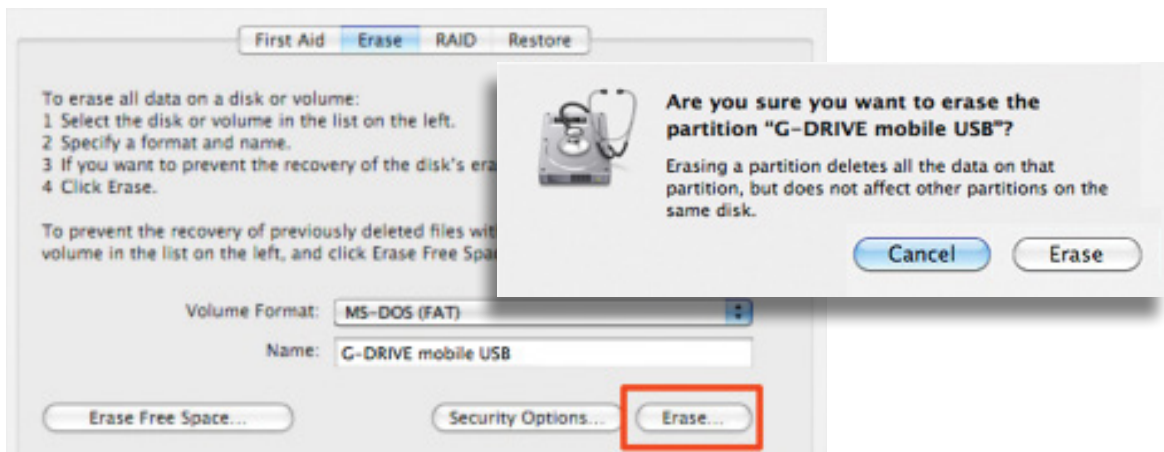 First Aid Erase RAID Restore
To erase all data on a disk or volume:
1 Select the disk or volume in the list on the left.
2 Specify a format and name.
3 If you want to prevent the recovery of the disk's era
4 Click Erase.
To prevent the recovery of previously deleted files wit
volume in the list on the left, and click Erase Free Spa
Volume Format: MS-DOS (FAT)
Name: G-DRIVE mobile USB
Erase Free Space... Security Options... Erase...
Are you sure you want to erase the
partition “G-DRIVE mobile USB”?
Erasing a partition deletes all the data on that
partition, but does not affect other partitions on the
same disk.
Cancel Erase